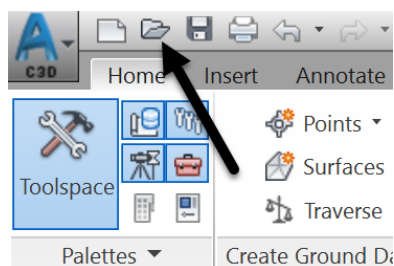 C3D
Home Insert Annotate
Points
Surfaces
Toolspace
Traverse
Palettes
Create Ground Da